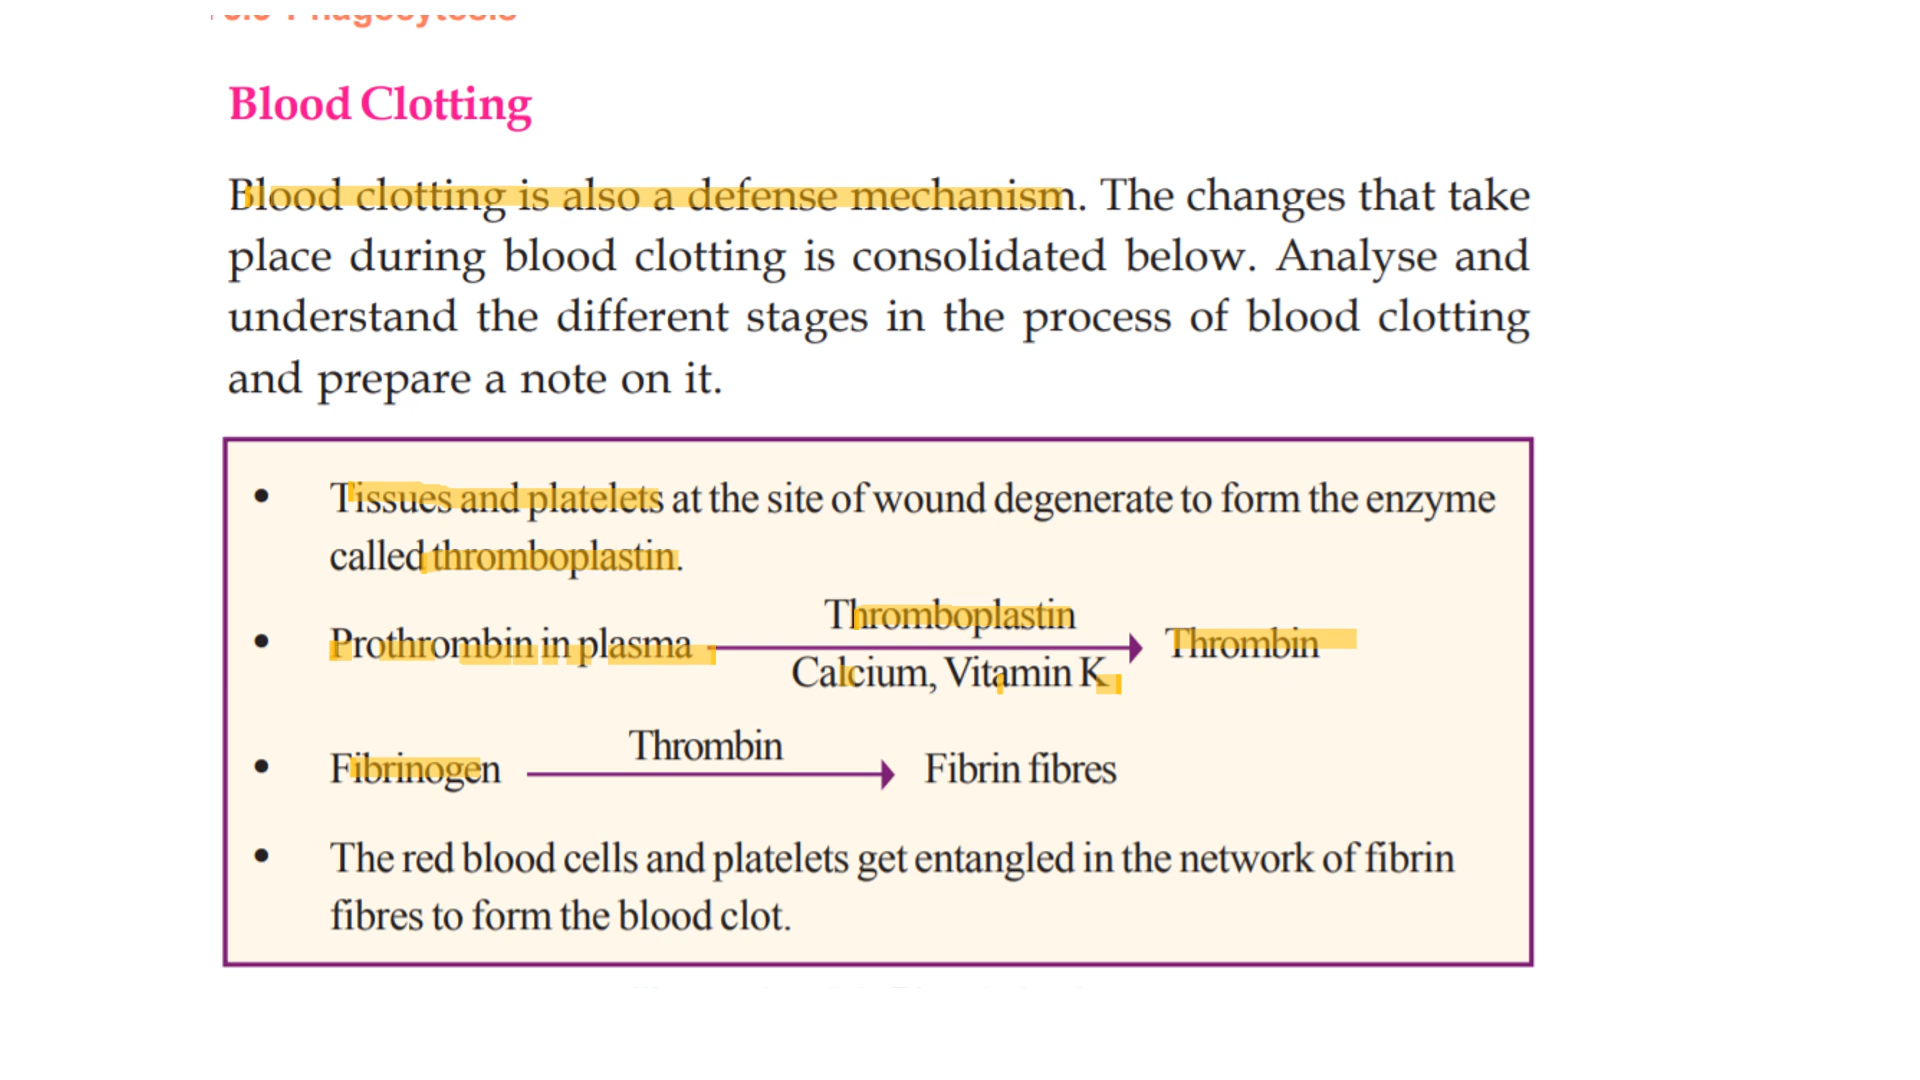 Blood Clotting
Blood clotting is also a defense mechanism. The changes that take
place during blood clotting is consolidated below. Analyse and
understand the different stages in the process of blood clotting
and prepare a note on it.
• Tissues and platelets at the site of wound degenerate to form the enzyme
called thromboplastin.
Thromboplastin
• Prothrombin in plasma → Thrombin
Calcium, Vitamin K
Thrombin
• Fibrinogen → Fibrin fibres
• The red blood cells and platelets get entangled in the network of fibrin
fibres to form the blood clot.